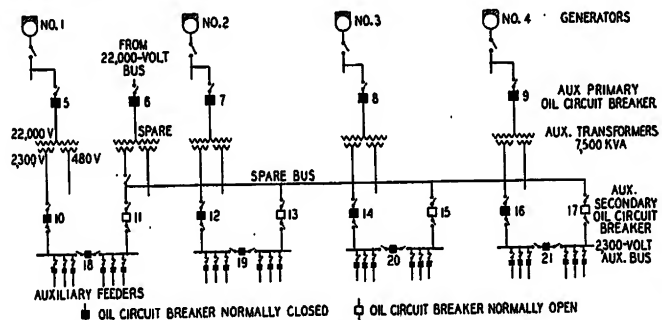 NO. 1
NO. 2
NO. 3
NO. 4
GENERATORS
FROM
22,000-VOLT
BUS
5
6
7
8
9
AUX PRIMARY
OIL CIRCUIT BREAKER
22,000 V
SPARE
AUX. TRANSFORMERS
7,500 KVA
2,300 V
480 V
SPARE BUS
10
11
12
13
14
15
16
17
AUX.
SECONDARY
OIL CIRCUIT
BREAKER
18
19
20
21
2300-VOLT
AUX. BUS
AUXILIARY FEEDERS
OIL CIRCUIT BREAKER NORMALLY CLOSED
OIL CIRCUIT BREAKER NORMALLY OPEN